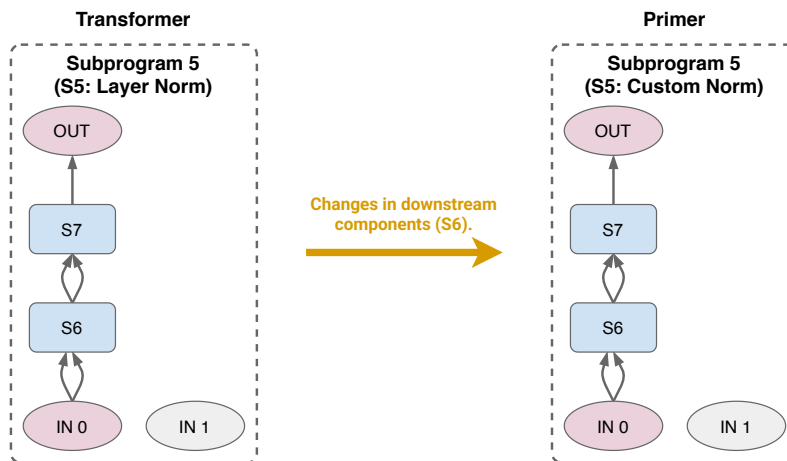 Transformer
Subprogram 5
(S5: Layer Norm)
OUT
S7
S6
IN 0
IN 1
Changes in downstream
components (S6).
Primer
Subprogram 5
(S5: Custom Norm)
OUT
S7
S6
IN 0
IN 1